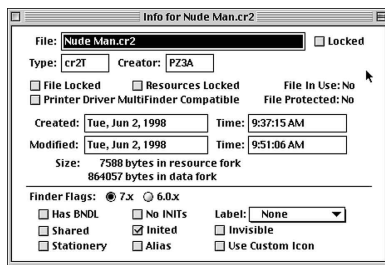 Info for Nude Man.cr2
File: Nude Man.cr2 Locked
Type: cr2T Creator: PZ3A
File Locked Resources Locked File In Use: No
Printer Driver MultiFinder Compatible File Protected: No
Created: Tue, Jun 2, 1998 Time: 9:37:15 AM
Modified: Tue, Jun 2, 1998 Time: 9:51:06 AM
Size: 7588 bytes in resource fork
864057 bytes in data fork
Finder Flags: 7.x 6.0.x
Has BNDL No INITs Label: None
Shared Inited Invisible
Stationery Alias Use Custom Icon